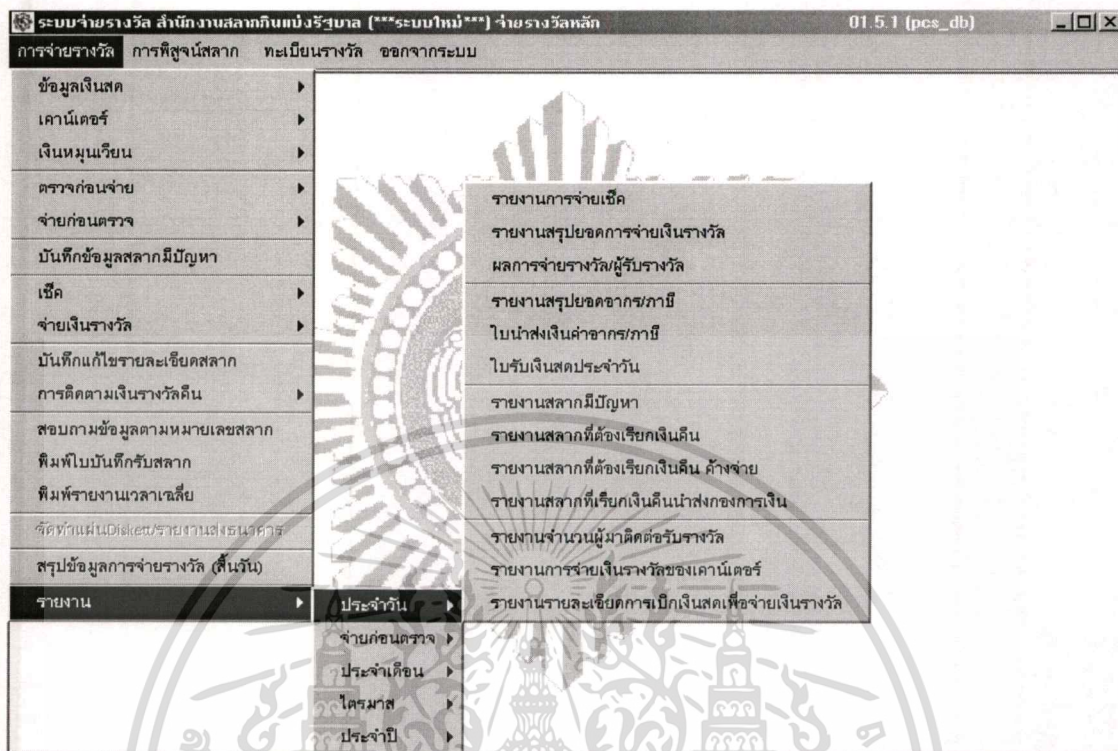 ระบบจ่ายรางวัล สำนักงานสลากกินแบ่งรัฐบาล (***ระบบใหม่***) จ่ายรางวัลหลัก 01.5.1 (pcs_db)
การจ่ายรางวัล การพิสูจน์สลาก ทะเบียนรางวัล ออกจากระบบ
ข้อมูลเงินสด
เคาน์เตอร์
เงินหมุนเวียน
ตรวจก่อนจ่าย
จ่ายก่อนตรวจ
บันทึกข้อมูลสลากมีปัญหา
เช็ค
จ่ายเงินรางวัล
บันทึกแก้ไขรายละเอียดสลาก
การติดตามเงินรางวัลคืน
สอบถามข้อมูลตามหมายเลขสลาก
พิมพ์ใบบันทึกรับสลาก
พิมพ์รายงานเวลาเฉลี่ย
จัดทำแผ่นDiskett/รายงานส่งธนาคาร
สรุปข้อมูลการจ่ายรางวัล (สิ้นวัน)
รายงาน
ประจำวัน
จ่ายก่อนตรวจ
ประจำเดือน
ไตรมาส
ประจำปี
รายงานการจ่ายเช็ค
รายงานสรุปยอดการจ่ายเงินรางวัล
ผลการจ่ายรางวัล/ผู้รับรางวัล
รายงานสรุปยอดอากร/ภาษี
ใบนำส่งเงินค่าอากร/ภาษี
ใบรับเงินสดประจำวัน
รายงานสลากมีปัญหา
รายงานสลากที่ต้องเรียกเงินคืน
รายงานสลากที่ต้องเรียกเงินคืน ค้างจ่าย
รายงานสลากที่เรียกเงินคืนนำส่งกองการเงิน
รายงานจำนวนผู้มาติดต่อรับรางวัล
รายงานการจ่ายเงินรางวัลของเคาน์เตอร์
รายงานรายละเอียดการเบิกเงินสดเพื่อจ่ายเงินรางวัล